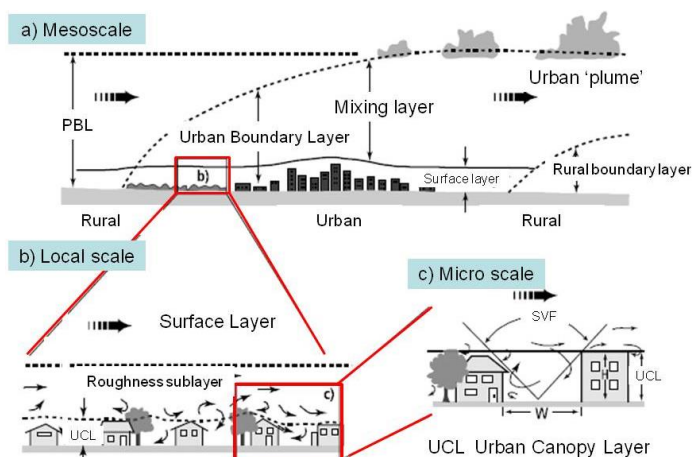 a) Mesoscale
Urban 'plume'
PBL
Mixing layer
Urban Boundary Layer
Surface layer
Rural boundary layer
b)
Rural
Urban
Rural
b) Local scale
Surface Layer
Roughness sublayer
c)
UCL
c) Micro scale
SVF
H
UCL
W
UCL Urban Canopy Layer